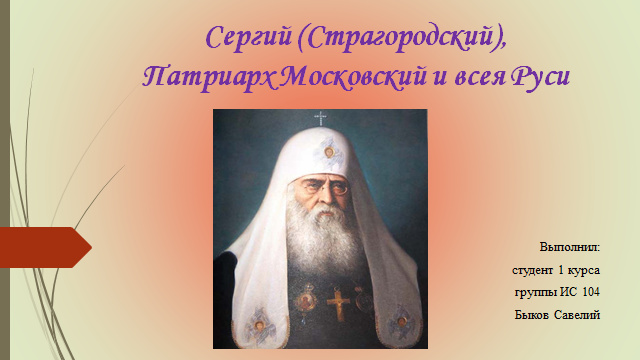 Сергий (Страгородский),
Патриарх Московский и всея Руси
Выполнил:
студент 1 курса
группы ИС 104
Быков Савелий